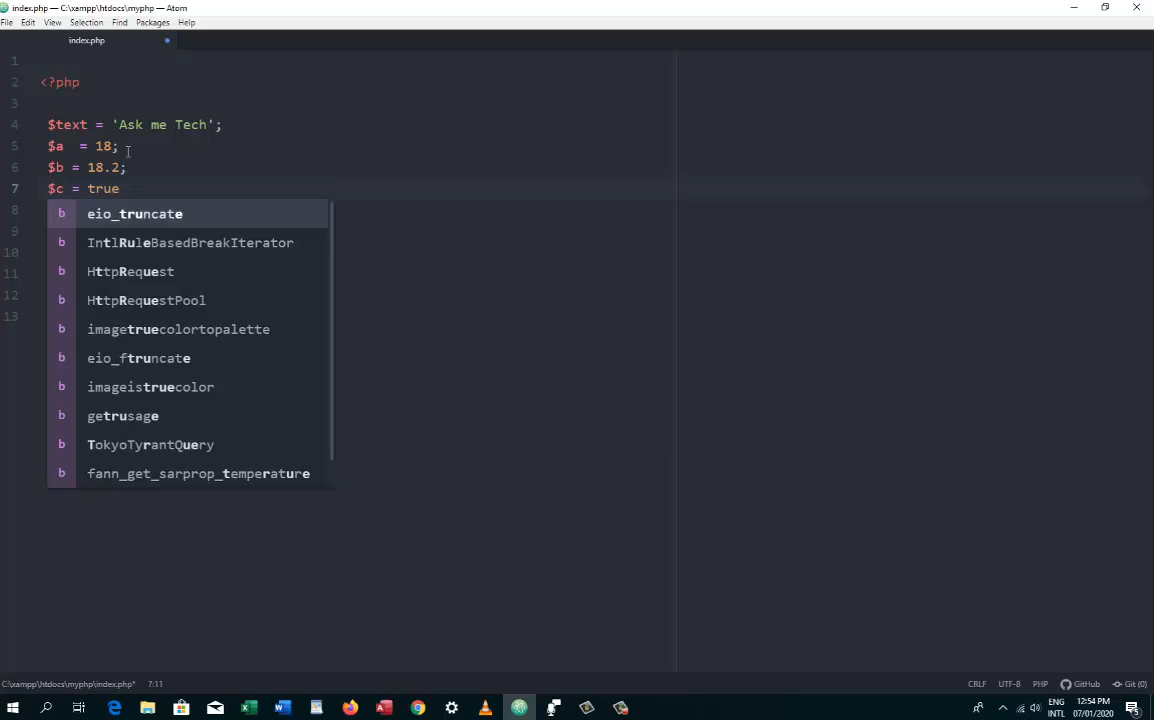 index.php — C:\xampp\htdocs\myphp — Atom
File Edit View Selection Find Packages Help
index.php
1
2 <?php
3
4 $text = 'Ask me Tech';
5 $a  = 18;
6 $b = 18.2;
7 $c = true
8 b eio_truncate
9 b IntlRuleBasedBreakIterator
10 b HttpRequest
11 b HttpRequestPool
12 b imagetruecolortopalette
13 b eio_ftruncate
b imageistruecolor
b getrusage
b TokyoTyrantQuery
b fann_get_sarprop_temperature
C:\xampp\htdocs\myphp\index.php* 7:11 CRLF UTF-8 PHP GitHub Git (0)
ENG 12:54 PM
INTL 07/01/2020 5